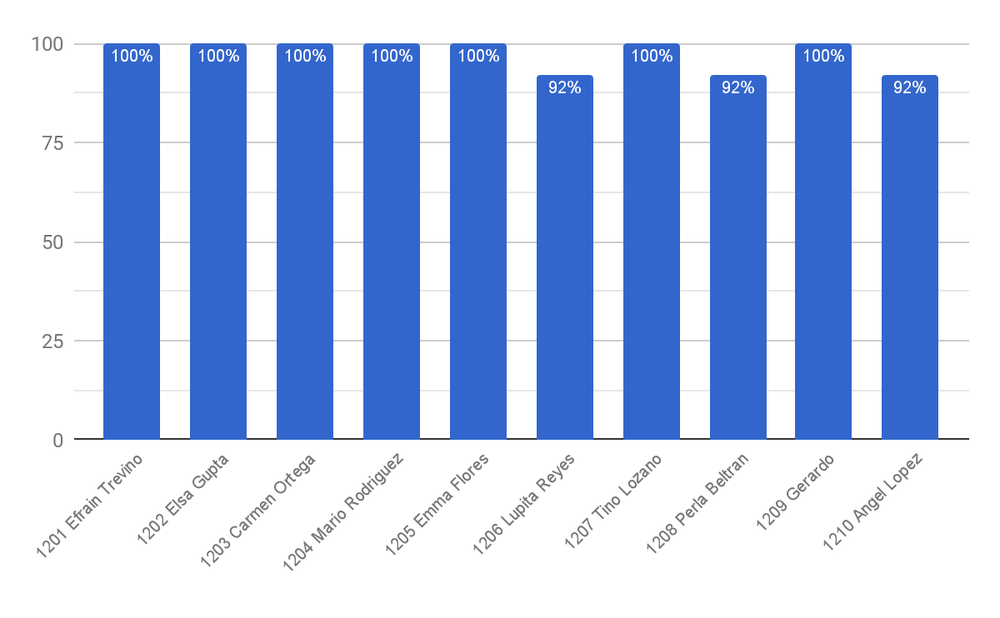 100
75
50
25
0
100%
100%
100%
100%
100%
92%
100%
92%
100%
92%
1201 Efrain Trevino
1202 Elsa Gupta
1203 Carmen Ortega
1204 Mario Rodriguez
1205 Emma Flores
1206 Lupita Reyes
1207 Tino Lozano
1208 Perla Beltran
1209 Gerardo
1210 Angel Lopez